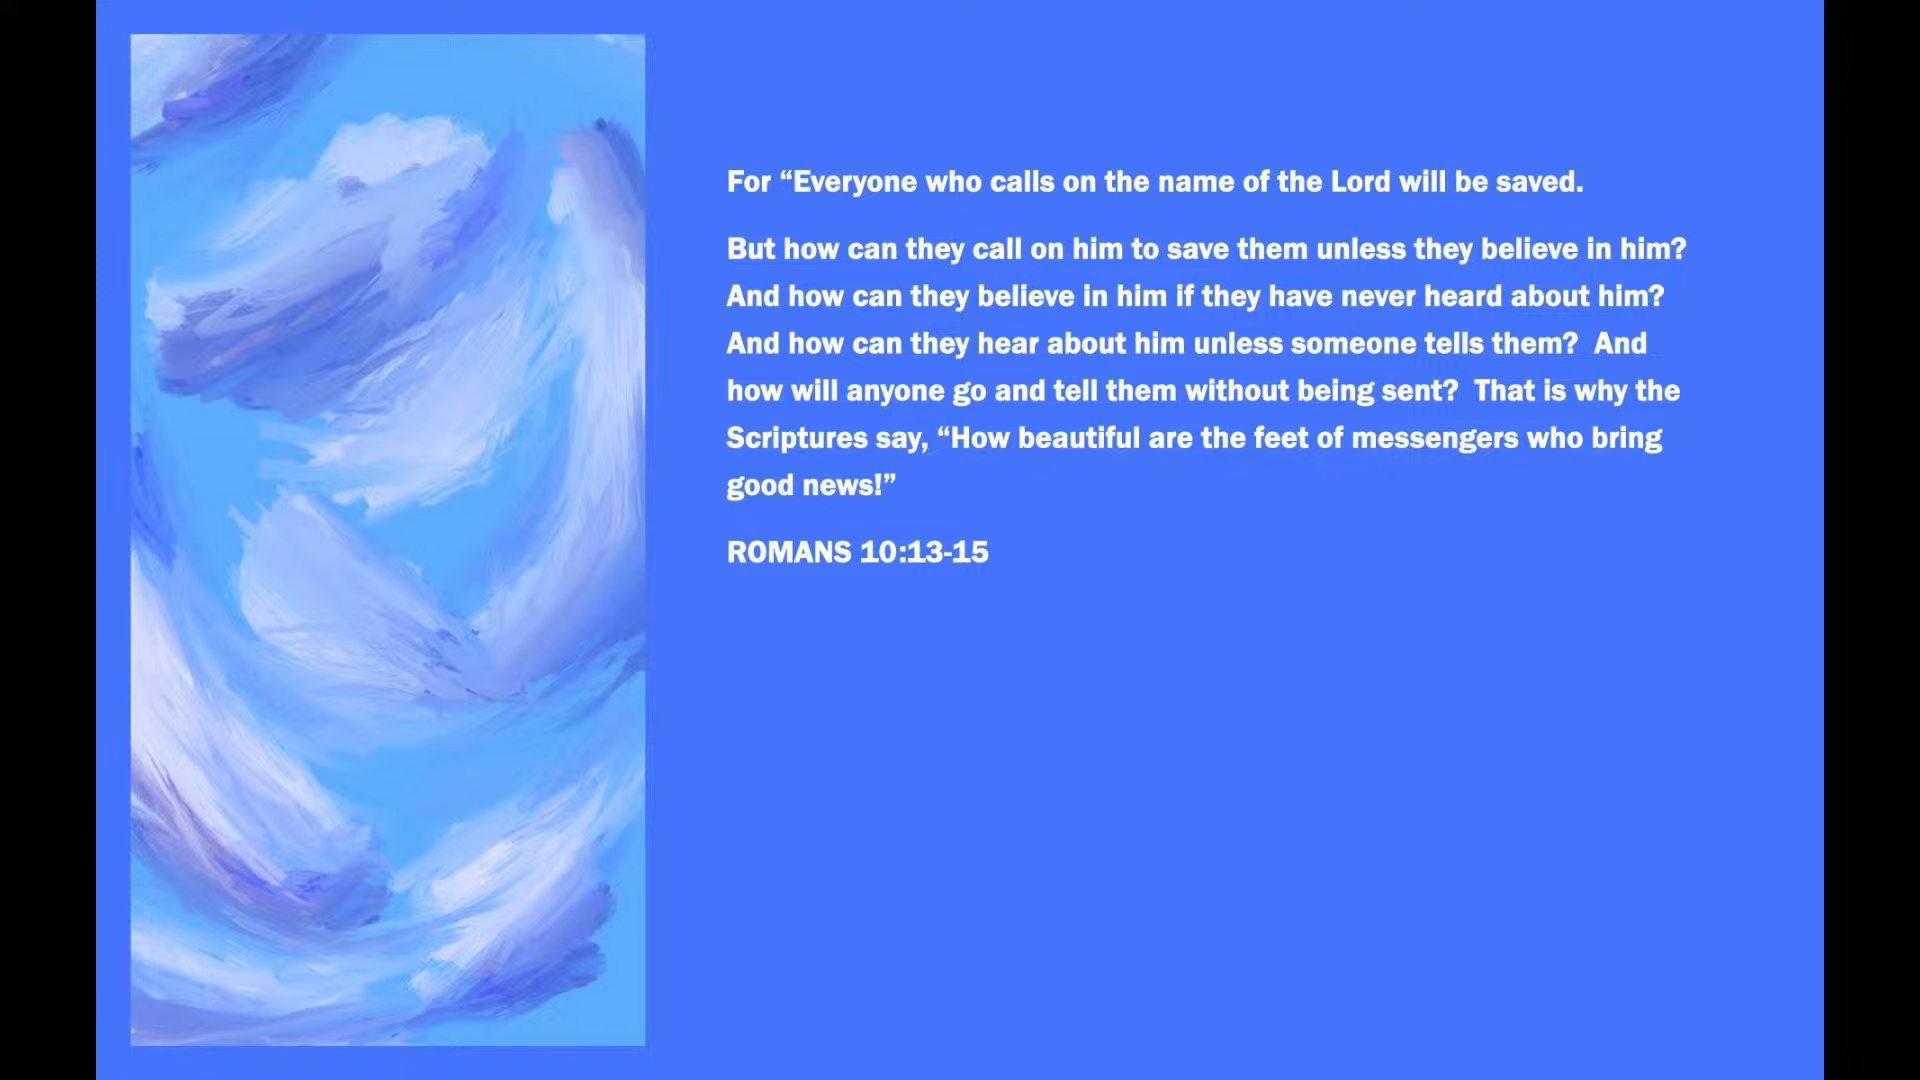 For “Everyone who calls on the name of the Lord will be saved.
But how can they call on him to save them unless they believe in him?
And how can they believe in him if they have never heard about him?
And how can they hear about him unless someone tells them?  And
how will anyone go and tell them without being sent?  That is why the
Scriptures say, “How beautiful are the feet of messengers who bring
good news!”
ROMANS 10:13-15